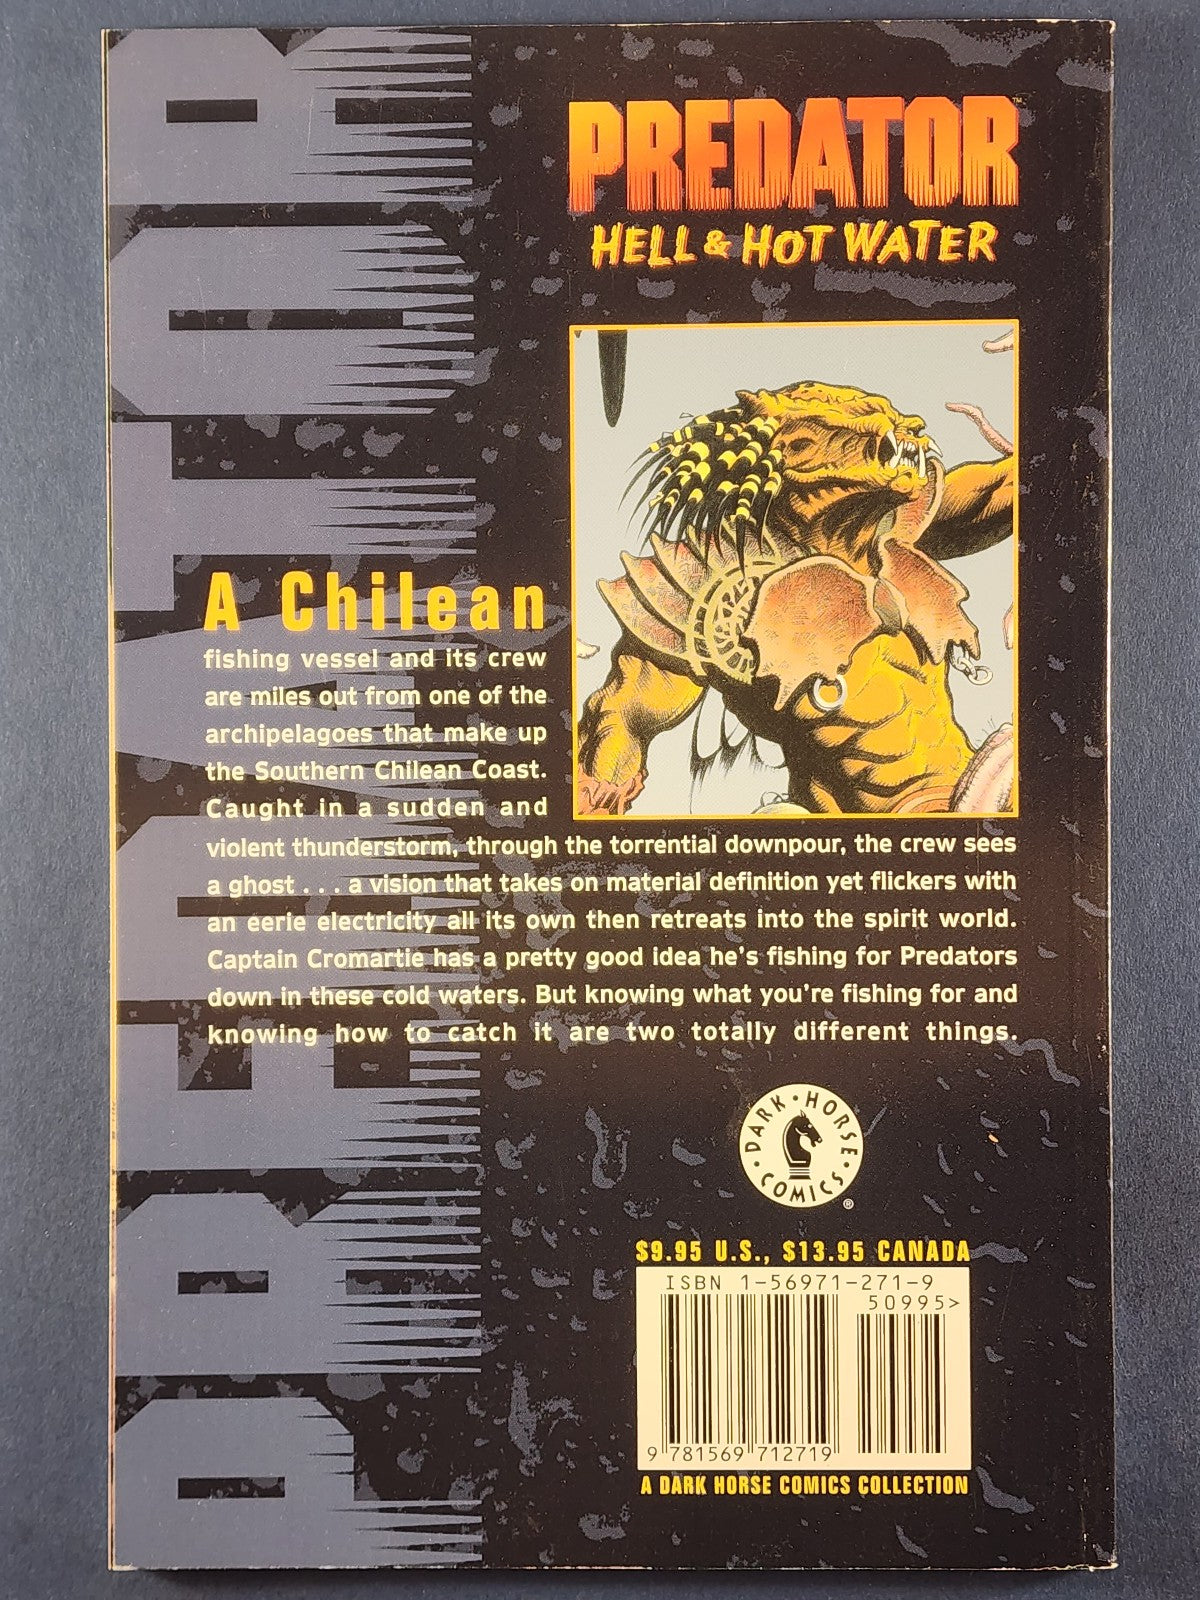 PREDATOR
PREDATOR™
HELL & HOT WATER
A Chilean
fishing vessel and its crew
are miles out from one of the
archipelagoes that make up
the Southern Chilean Coast.
Caught in a sudden and
violent thunderstorm, through the torrential downpour, the crew sees
a ghost . . . a vision that takes on material definition yet flickers with
an eerie electricity all its own then retreats into the spirit world.
Captain Cromartie has a pretty good idea he's fishing for Predators
down in these cold waters. But knowing what you're fishing for and
knowing how to catch it are two totally different things.
DARK • HORSE • COMICS •
®
$9.95 U.S., $13.95 CANADA
ISBN 1-56971-271-9
50995>
9 781569 712719
A DARK HORSE COMICS COLLECTION